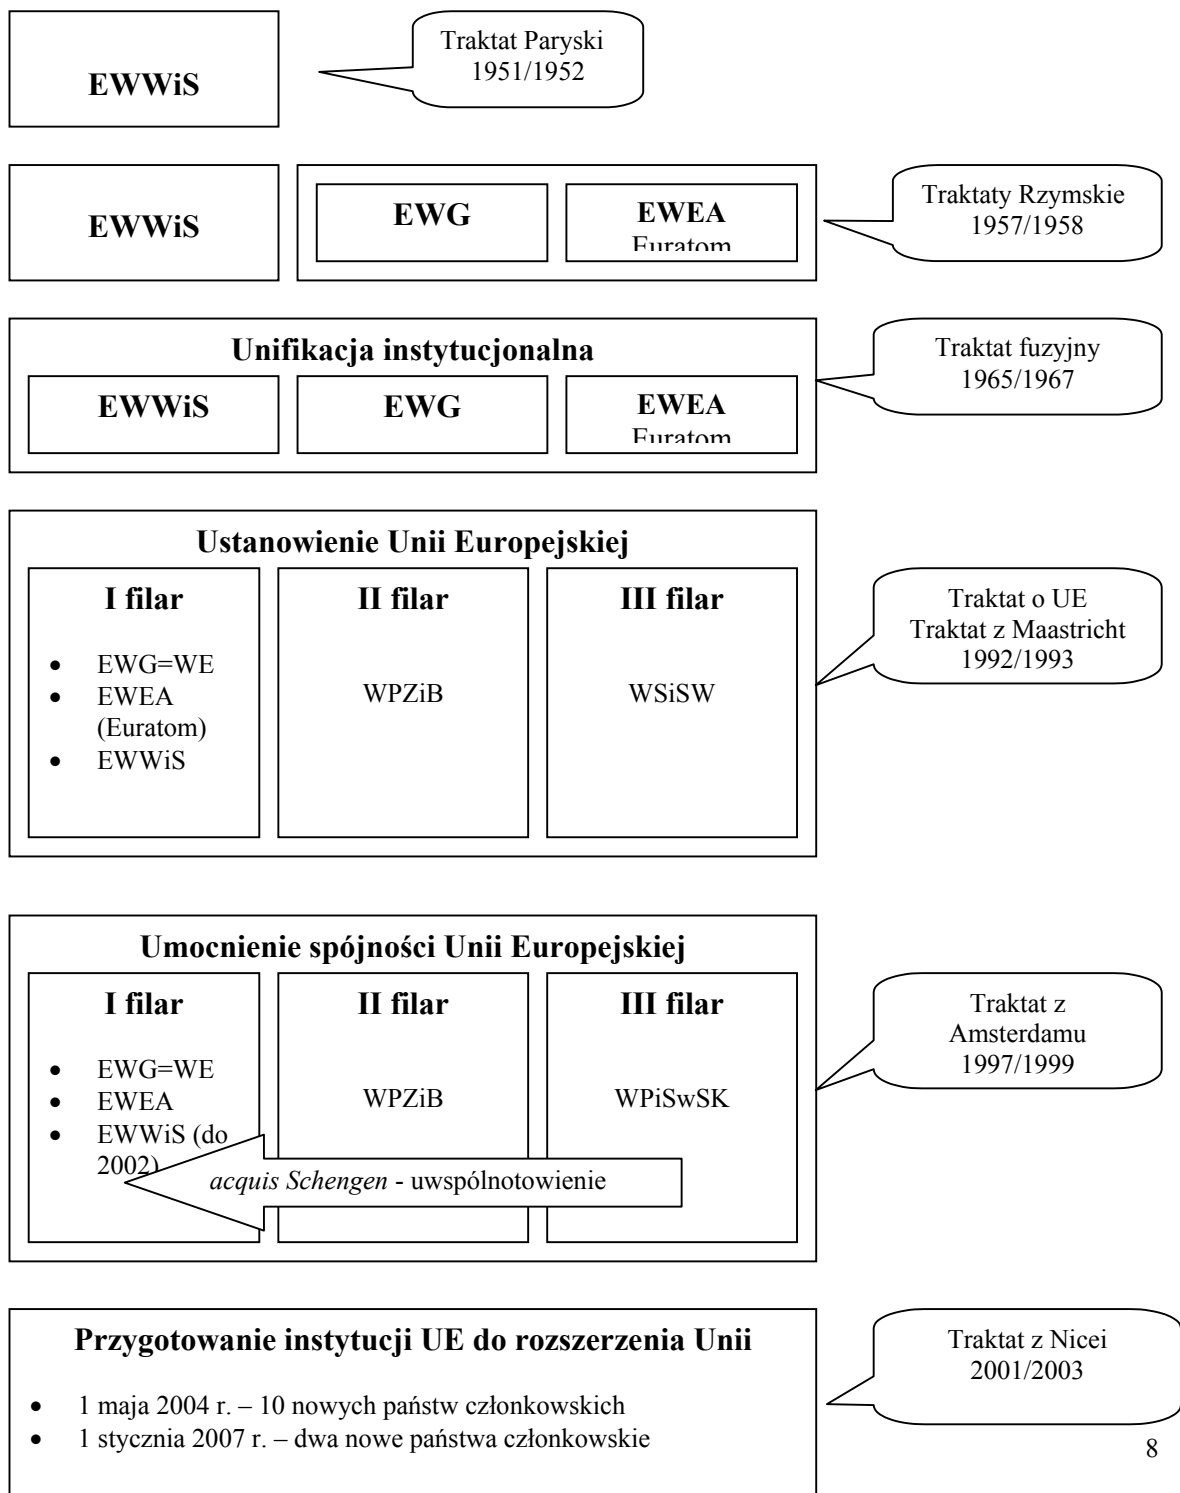 EWWiS
Traktat Paryski
1951/1952
EWWiS
EWG
EWEA
Euratom
Traktaty Rzymskie
1957/1958
Unifikacja instytucjonalna
EWWiS
EWG
EWEA
Euratom
Traktat fuzyjny
1965/1967
Ustanowienie Unii Europejskiej
I filar
• EWG=WE
• EWEA
(Euratom)
• EWWiS
II filar
WPZiB
III filar
WSiSW
Traktat o UE
Traktat z Maastricht
1992/1993
Umocnienie spójności Unii Europejskiej
I filar
• EWG=WE
• EWEA
• EWWiS (do
2002)
II filar
WPZiB
III filar
WPiSwSK
acquis Schengen - uwspólnotowienie
Traktat z
Amsterdamu
1997/1999
Przygotowanie instytucji UE do rozszerzenia Unii
• 1 maja 2004 r. – 10 nowych państw członkowskich
• 1 stycznia 2007 r. – dwa nowe państwa członkowskie
Traktat z Nicei
2001/2003
8